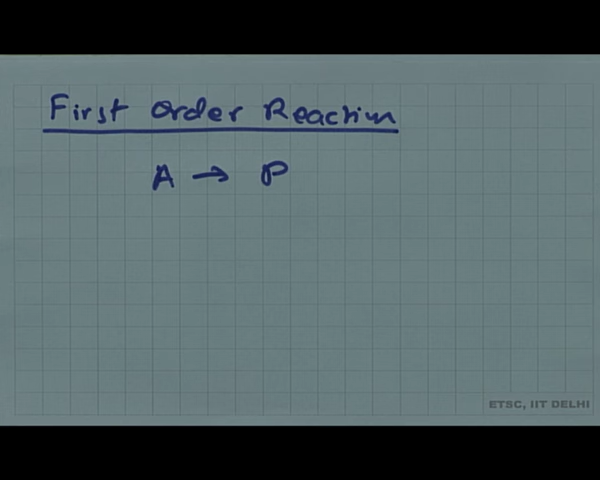 First Order Reaction
A → P
ETSC, IIT DELHI